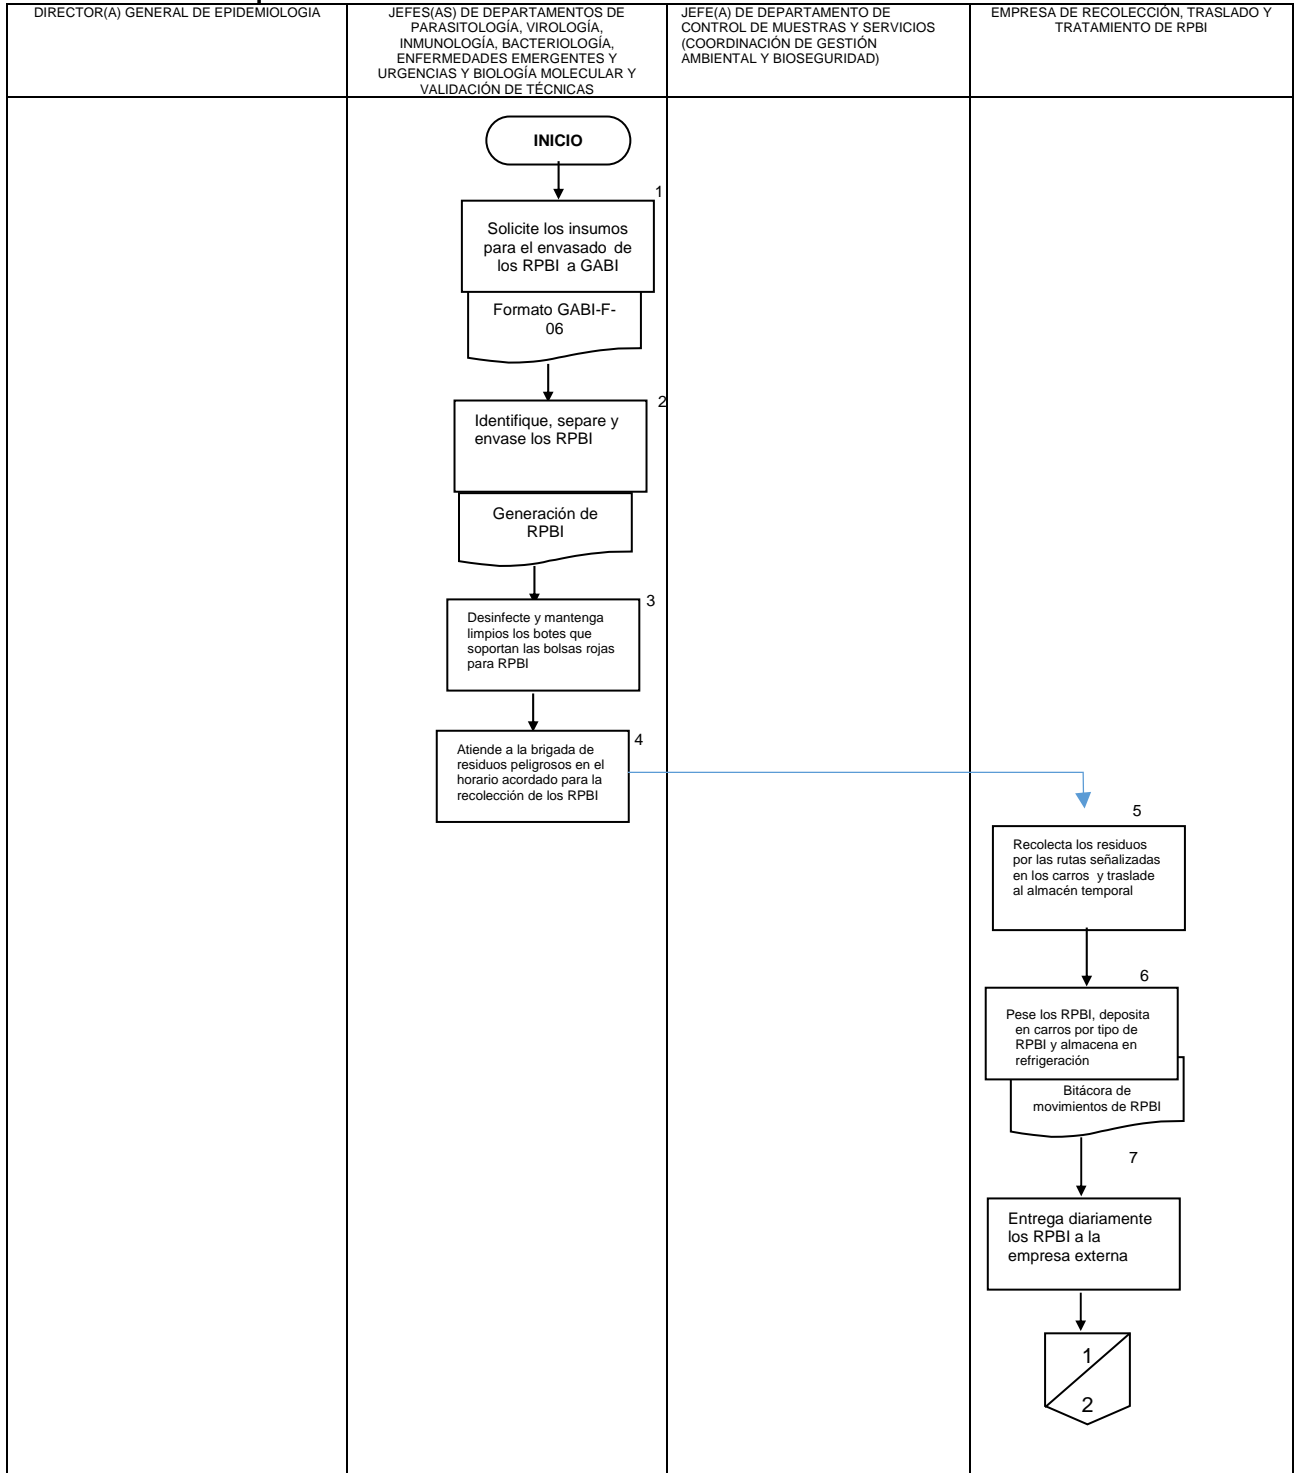 DIRECTOR(A) GENERAL DE EPIDEMIOLOGIA
JEFES(AS) DE DEPARTAMENTOS DE
PARASITOLOGÍA, VIROLOGÍA,
INMUNOLOGÍA, BACTERIOLOGÍA,
ENFERMEDADES EMERGENTES Y
URGENCIAS Y BIOLOGÍA MOLECULAR Y
VALIDACIÓN DE TÉCNICAS
JEFE(A) DE DEPARTAMENTO DE
CONTROL DE MUESTRAS Y SERVICIOS
(COORDINACIÓN DE GESTIÓN
AMBIENTAL Y BIOSEGURIDAD)
EMPRESA DE RECOLECCIÓN, TRASLADO Y
TRATAMIENTO DE RPBI
INICIO
1
Solicite los insumos
para el envasado de
los RPBI a GABI
Formato GABI-F-
06
2
Identifique, separe y
envase los RPBI
Generación de
RPBI
3
Desinfecte y mantenga
limpios los botes que
soportan las bolsas rojas
para RPBI
4
Atiende a la brigada de
residuos peligrosos en el
horario acordado para la
recolección de los RPBI
5
Recolecta los residuos
por las rutas señalizadas
en los carros y traslade
al almacén temporal
6
Pese los RPBI, deposita
en carros por tipo de
RPBI y almacena en
refrigeración
Bitácora de
movimientos de RPBI
7
Entrega diariamente
los RPBI a la
empresa externa
1
2